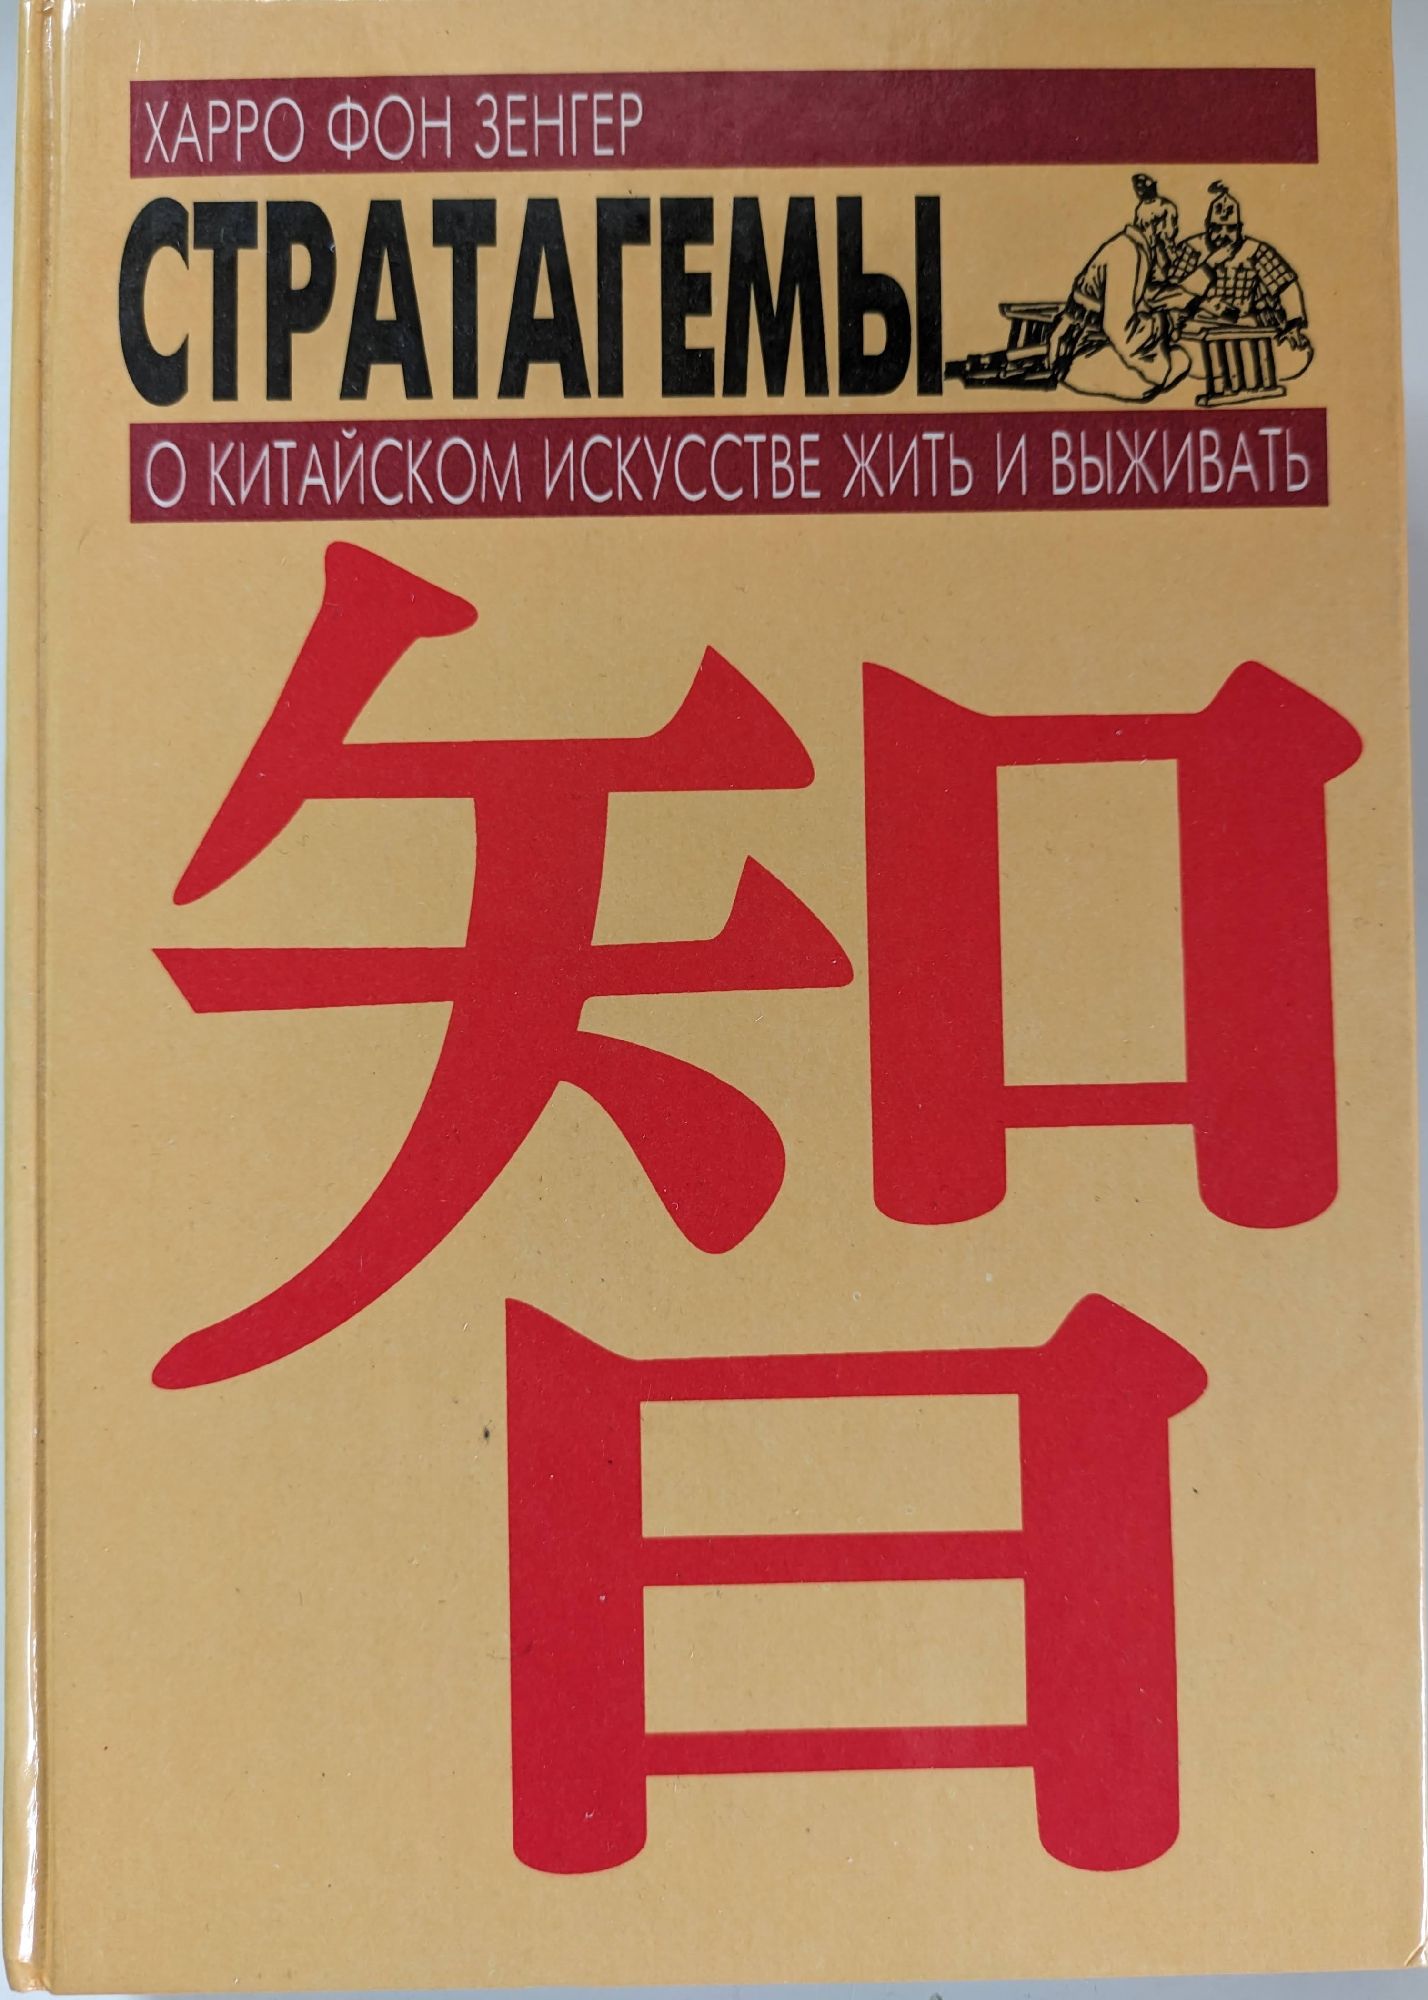 ХАРРО ФОН ЗЕНГЕР
СТРАТАГЕМЫ
О КИТАЙСКОМ ИСКУССТВЕ ЖИТЬ И ВЫЖИВАТЬ
智